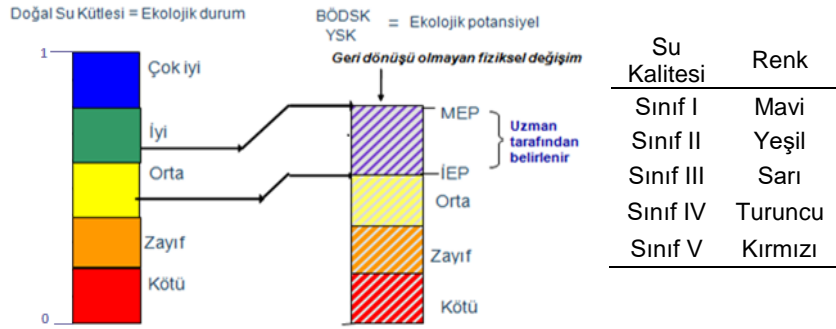 Doğal Su Kütlesi = Ekolojik durum
1
Çok iyi
İyi
Orta
Zayıf
Kötü
0
BÖDSK
YSK
= Ekolojik potansiyel
Geri dönüşü olmayan fiziksel değişim
MEP
Uzman
tarafından
belirlenir
İEP
Orta
Zayıf
Kötü
Su
Kalitesi
Renk
Sınıf I
Mavi
Sınıf II
Yeşil
Sınıf III
Sarı
Sınıf IV
Turuncu
Sınıf V
Kırmızı